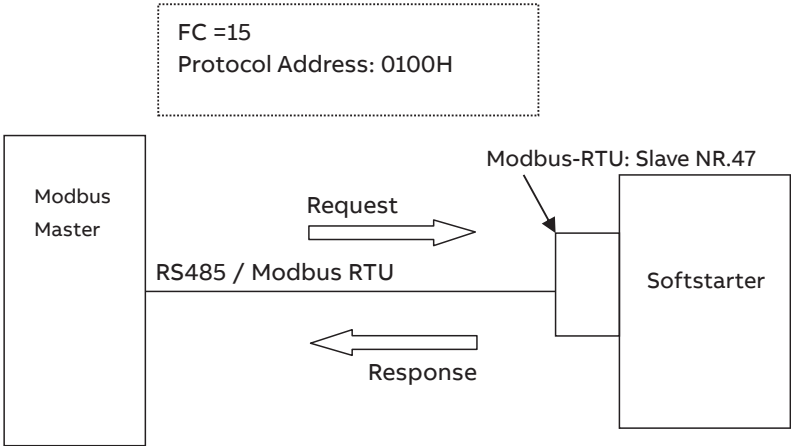 FC =15
Protocol Address: 0100H
Modbus-RTU: Slave NR.47
Modbus
Master
Request
RS485 / Modbus RTU
Softstarter
Response